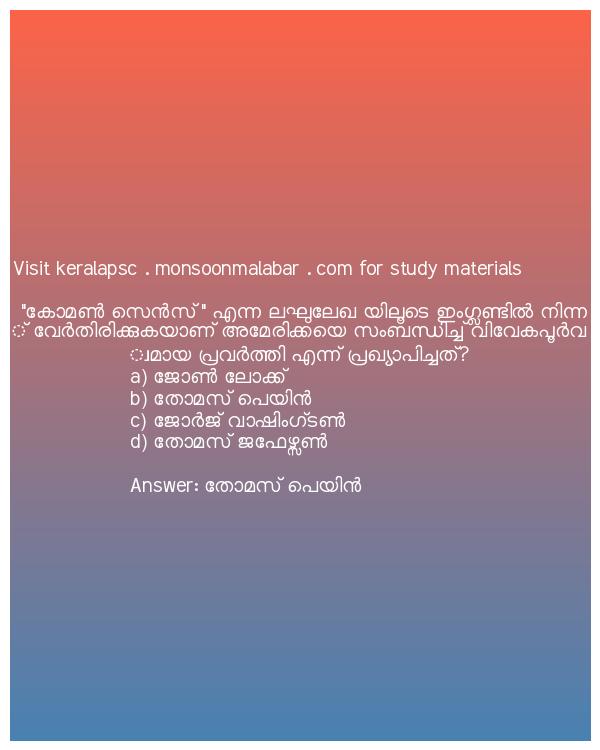 Visit keralapsc . monsoonmalabar . com for study materials
"കോമൺ സെൻസ് " എന്ന ലഘുലേഖ യിലൂടെ ഇംഗ്ലണ്ടിൽ നിന്ന
് വേർതിരിക്കുകയാണ് അമേരിക്കയെ സംബന്ധിച്ച് വിവേകപൂർവ
്വമായ പ്രവർത്തി എന്ന് പ്രഖ്യാപിച്ചത്?
a) ജോൺ ലോക്ക്
b) തോമസ് പെയിൻ
c) ജോർജ് വാഷിംഗ്ടൺ
d) തോമസ് ജഫേഴ്സൺ
Answer: തോമസ് പെയിൻ